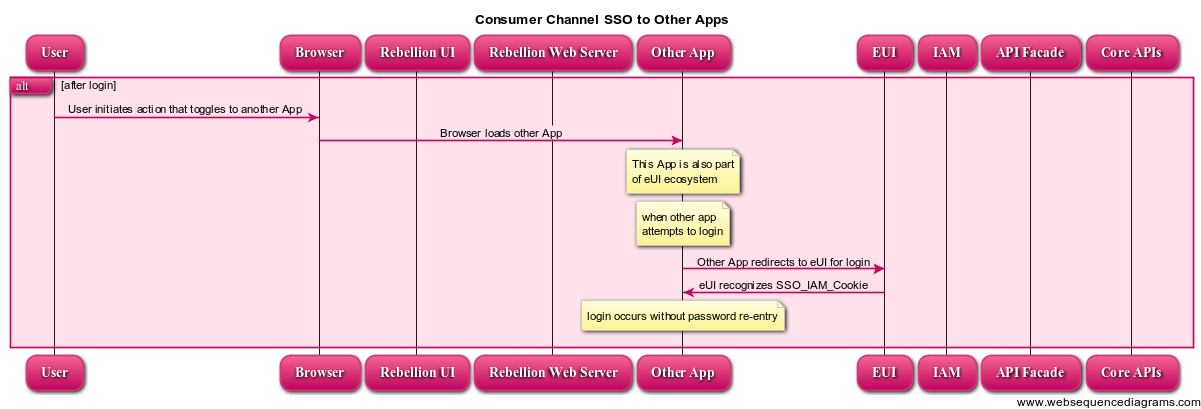 Consumer Channel SSO to Other Apps
User Browser Rebellion UI Rebellion Web Server Other App EUI IAM API Facade Core APIs
alt [after login]
User initiates action that toggles to another App
Browser loads other App
This App is also part
of eUI ecosystem
when other app
attempts to login
Other App redirects to eUI for login
eUI recognizes SSO_IAM_Cookie
login occurs without password re-entry
User Browser Rebellion UI Rebellion Web Server Other App EUI IAM API Facade Core APIs
www.websequencediagrams.com